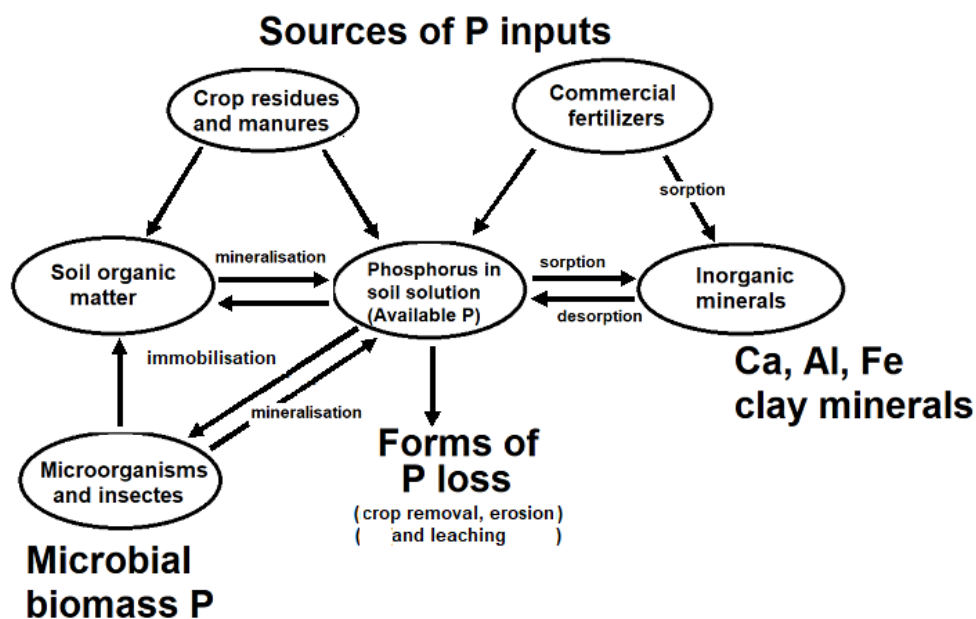 Sources of P inputs
Crop residues
and manures
Commercial
fertilizers
sorption
Soil organic
matter
mineralisation
Phosphorus in
soil solution
(Available P)
sorption
desorption
Inorganic
minerals
immobilisation
mineralisation
Ca, Al, Fe
clay minerals
Microorganisms
and insectes
Forms of
P loss
(crop removal, erosion)
( and leaching )
Microbial
biomass P